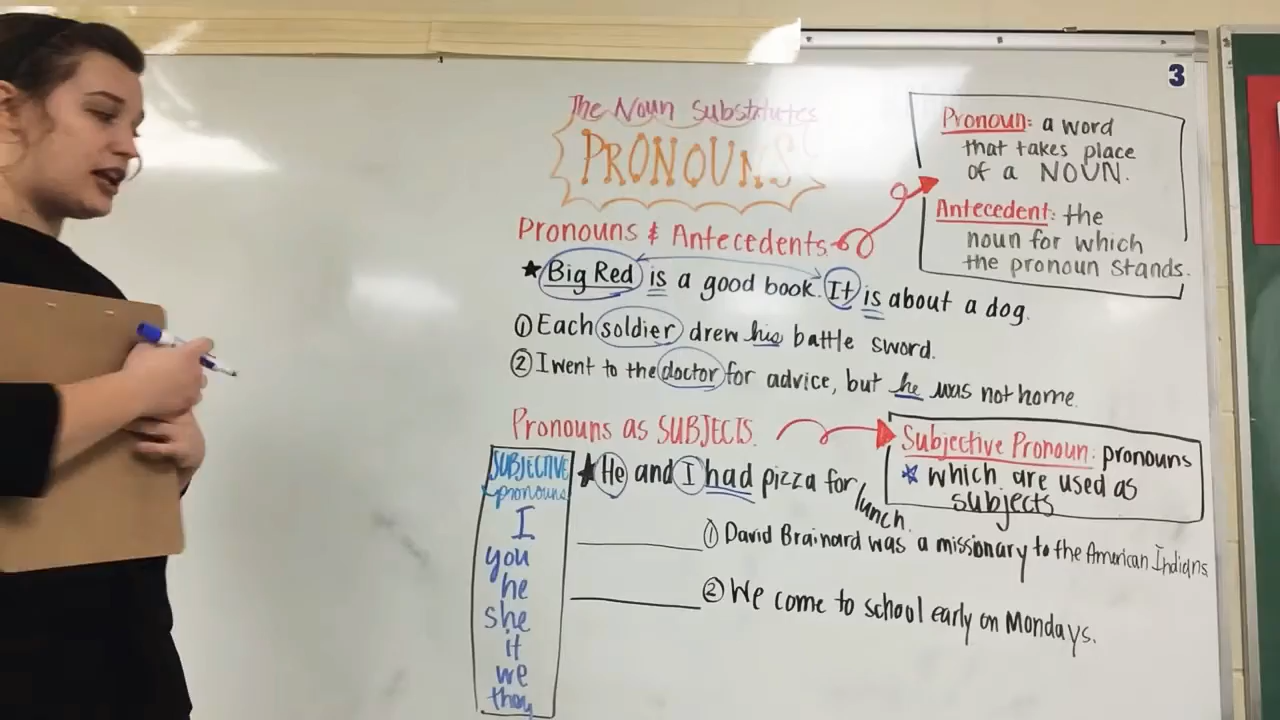 3
The Noun Substitutes
PRONOUNS
Pronoun: a word
that takes place
of a NOUN.
Antecedent: the
noun for which
the pronoun stands.
Pronouns & Antecedents
★ Big Red is a good book. It is about a dog.
① Each soldier drew his battle sword.
② I went to the doctor for advice, but he was not home.
Pronouns as SUBJECTS.
Subjective Pronoun: pronouns
which are used as
subjects
SUBJECTIVE
pronouns
I
you
he
she
it
we
they
★ He and I had pizza for
lunch.
① David Brainard was a missionary to the American Indians
② We come to school early on Mondays.